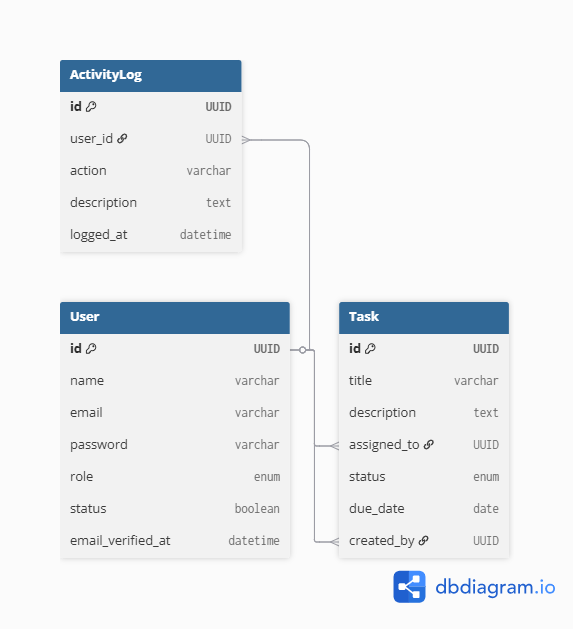 ActivityLog
id UUID
user_id UUID
action varchar
description text
logged_at datetime
User
id UUID
name varchar
email varchar
password varchar
role enum
status boolean
email_verified_at datetime
Task
id UUID
title varchar
description text
assigned_to UUID
status enum
due_date date
created_by UUID
dbdiagram.io